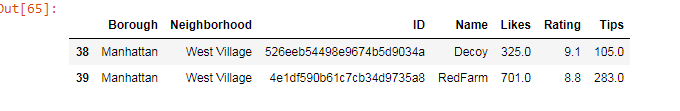 Out[65]:
Borough Neighborhood ID Name Likes Rating Tips
38 Manhattan West Village 526eeb54498e9674b5d9034a Decoy 325.0 9.1 105.0
39 Manhattan West Village 4e1df590b61c7cb34d9735a8 RedFarm 701.0 8.8 283.0